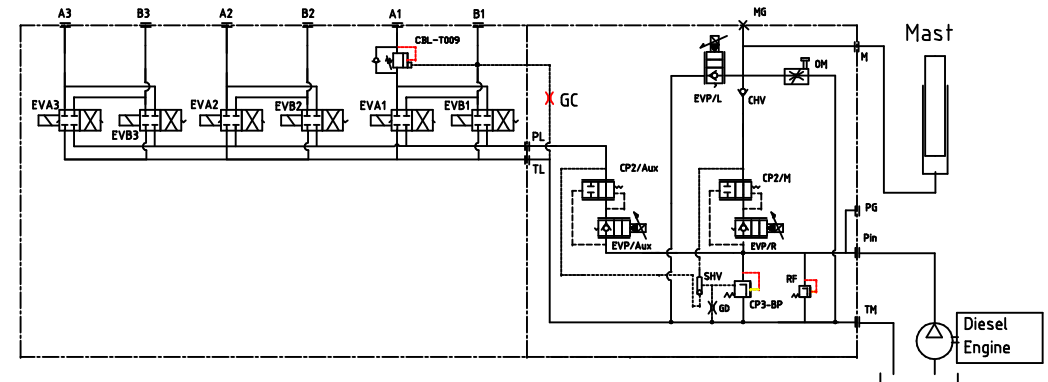 A3
B3
A2
B2
A1
B1
MG
CBL-T009
Mast
M
OM
EVP/L
CHV
GC
EVA3
EVB3
EVA2
EVB2
EVA1
EVB1
PL
TL
CP2/Aux
CP2/M
EVP/Aux
EVP/R
PG
Pin
SHV
RF
GD
CP3-BP
TM
Diesel
Engine